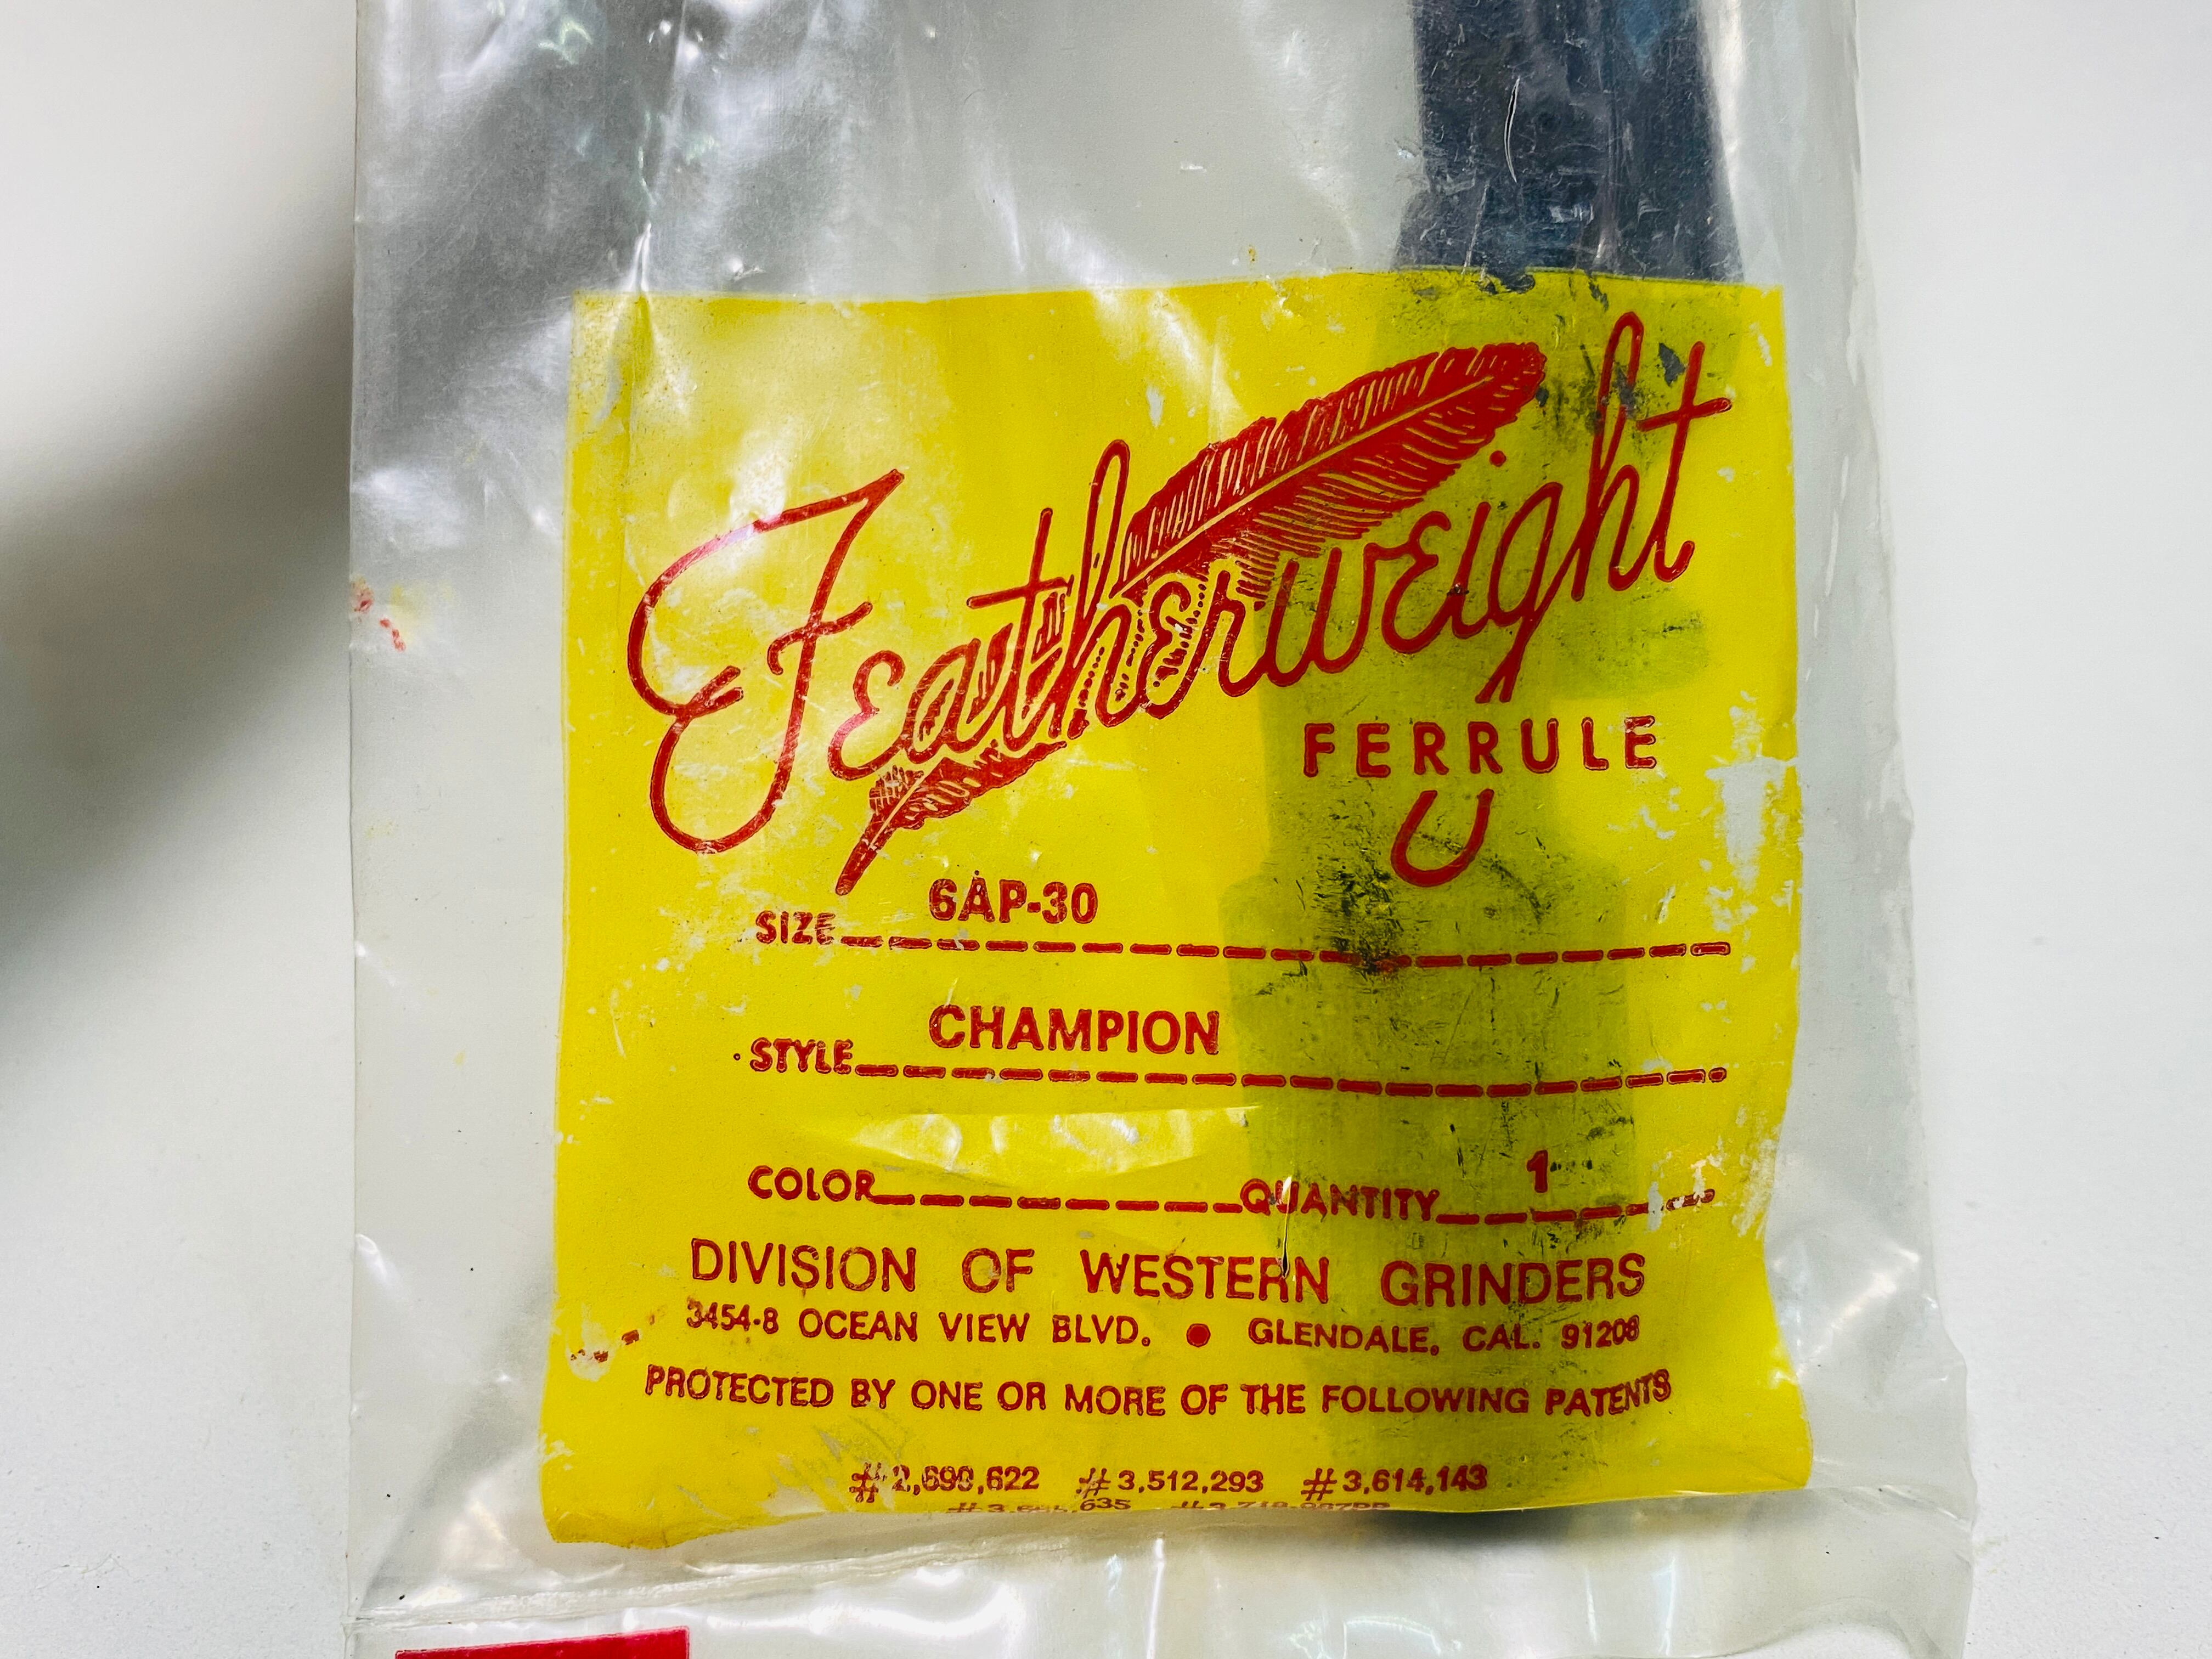 Featherweight
FERRULE
SIZE 6AP-30
STYLE CHAMPION
COLOR QUANTITY 1
DIVISION OF WESTERN GRINDERS
3454-8 OCEAN VIEW BLVD. • GLENDALE, CAL. 91208
PROTECTED BY ONE OR MORE OF THE FOLLOWING PATENTS
#3,512,293 #3,614,143